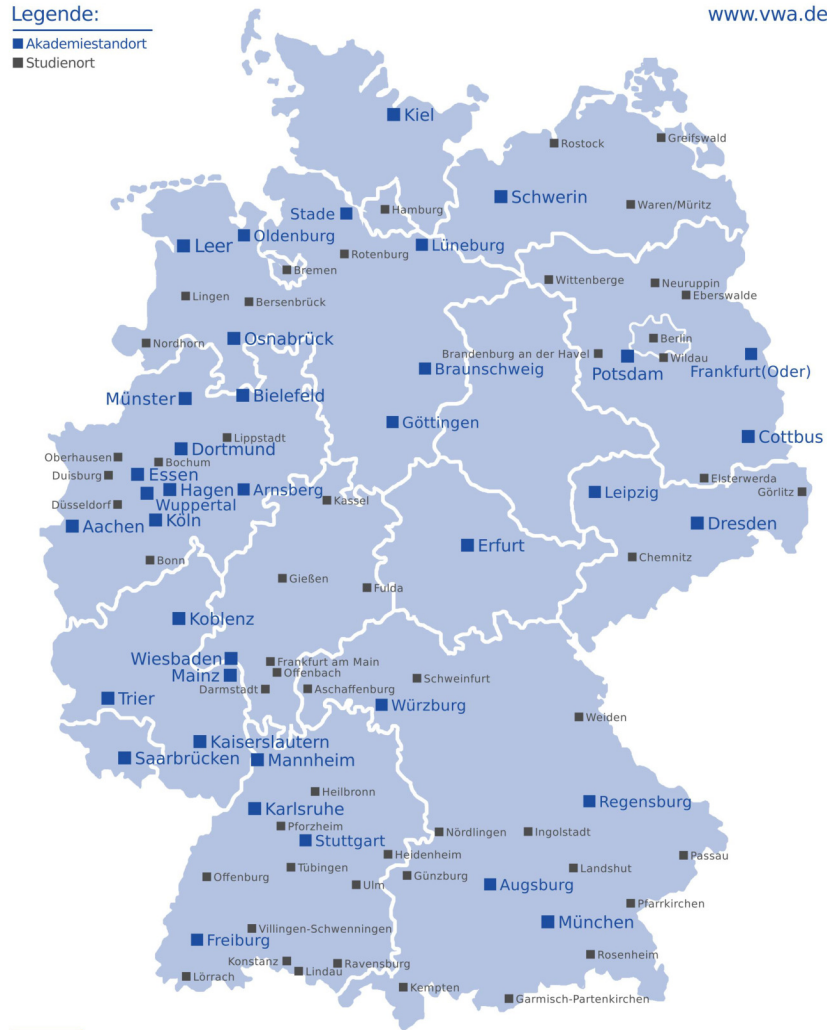 Legende:
www.vwa.de
Akademiestandort
Studienort
Kiel
Rostock
Greifswald
Schwerin
Waren/Müritz
Stade
Hamburg
Oldenburg
Leer
Lüneburg
Rotenburg
Bremen
Wittenberge
Neuruppin
Eberswalde
Lingen
Bersenbrück
Osnabrück
Nordhorn
Berlin
Brandenburg an der Havel
Wildau
Potsdam
Frankfurt(Oder)
Braunschweig
Münster
Bielefeld
Göttingen
Cottbus
Lippstadt
Dortmund
Oberhausen
Bochum
Duisburg
Essen
Elsterwerda
Görlitz
Hagen
Arnsberg
Leipzig
Wuppertal
Kassel
Düsseldorf
Köln
Aachen
Dresden
Erfurt
Bonn
Chemnitz
Gießen
Fulda
Koblenz
Wiesbaden
Frankfurt am Main
Mainz
Offenbach
Schweinfurt
Darmstadt
Aschaffenburg
Trier
Würzburg
Weiden
Kaiserslautern
Saarbrücken
Mannheim
Heilbronn
Regensburg
Karlsruhe
Pforzheim
Nördlingen
Ingolstadt
Stuttgart
Heidenheim
Passau
Tübingen
Landshut
Offenburg
Günzburg
Ulm
Augsburg
Pfarrkirchen
München
Villingen-Schwenningen
Freiburg
Rosenheim
Konstanz
Ravensburg
Lindau
Lörrach
Kempten
Garmisch-Partenkirchen